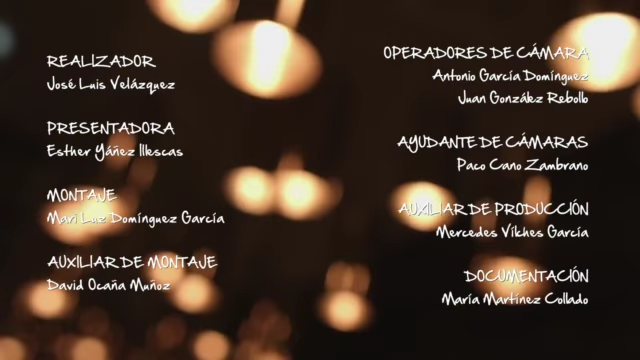 REALIZADOR
José Luis Velázquez
PRESENTADORA
Esther Yáñez Illescas
MONTAJE
Mari Luz Domínguez García
AUXILIAR DE MONTAJE
David Ocaña Muñoz
OPERADORES DE CÁMARA
Antonio García Domínguez
Juan González Rebollo
AYUDANTE DE CÁMARAS
Paco Cano Zambrano
AUXILIAR DE PRODUCCIÓN
Mercedes Vilches García
DOCUMENTACIÓN
María Martínez Collado